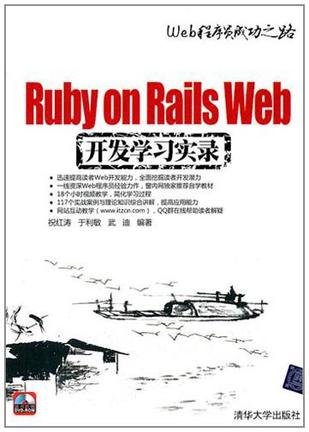 Web程序员成功之路
Ruby on Rails Web
开发学习实录
• 迅速提高读者Web开发能力，全面挖掘读者开发潜力
• 一线资深Web程序员经验力作，窗内网独家推荐自学教材
• 18个小时视频教学，简化学习过程
• 117个实战案例与理论知识综合讲解，提高应用能力
• 网站互动教学（www.itzcn.com），QQ群在线帮助读者解疑
祝红涛 于利敏 武迪 编著
DVD-ROM
清华大学出版社